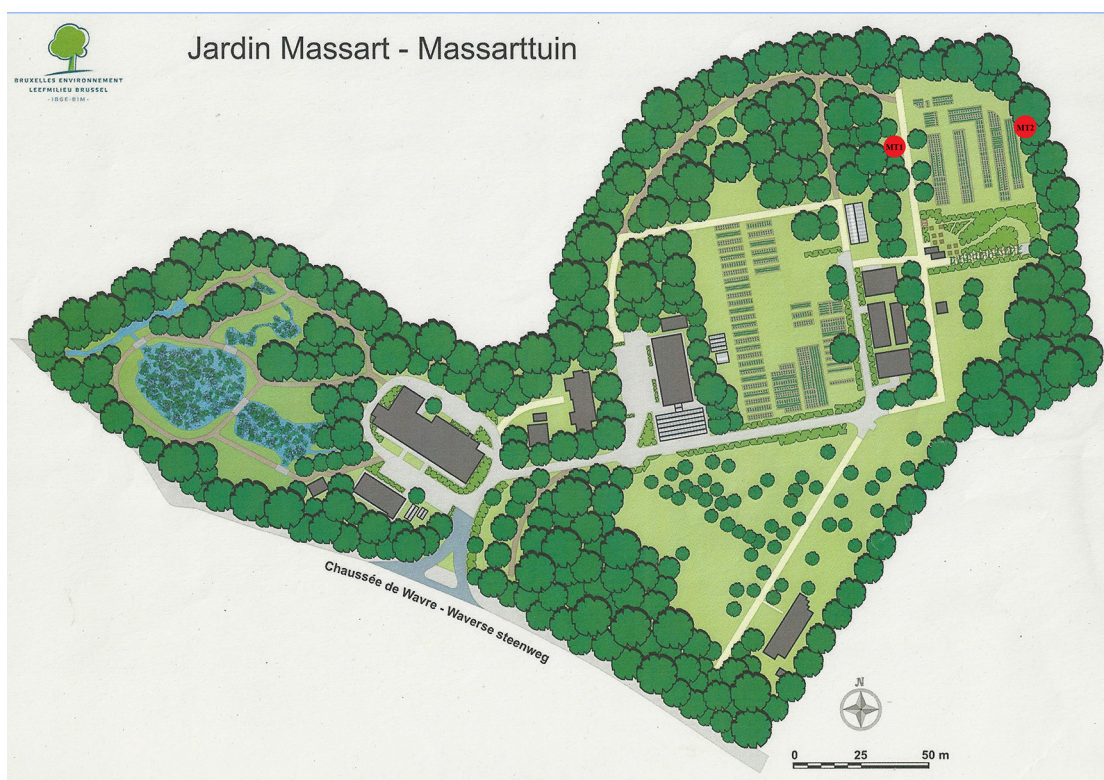 Jardin Massart - Massarttuin
BRUXELLES ENVIRONNEMENT
LEEFMILIEU BRUSSEL
- IBGE-BIM -
MT1
MT2
Chaussée de Wavre - Waverse steenweg
N
0 25 50 m